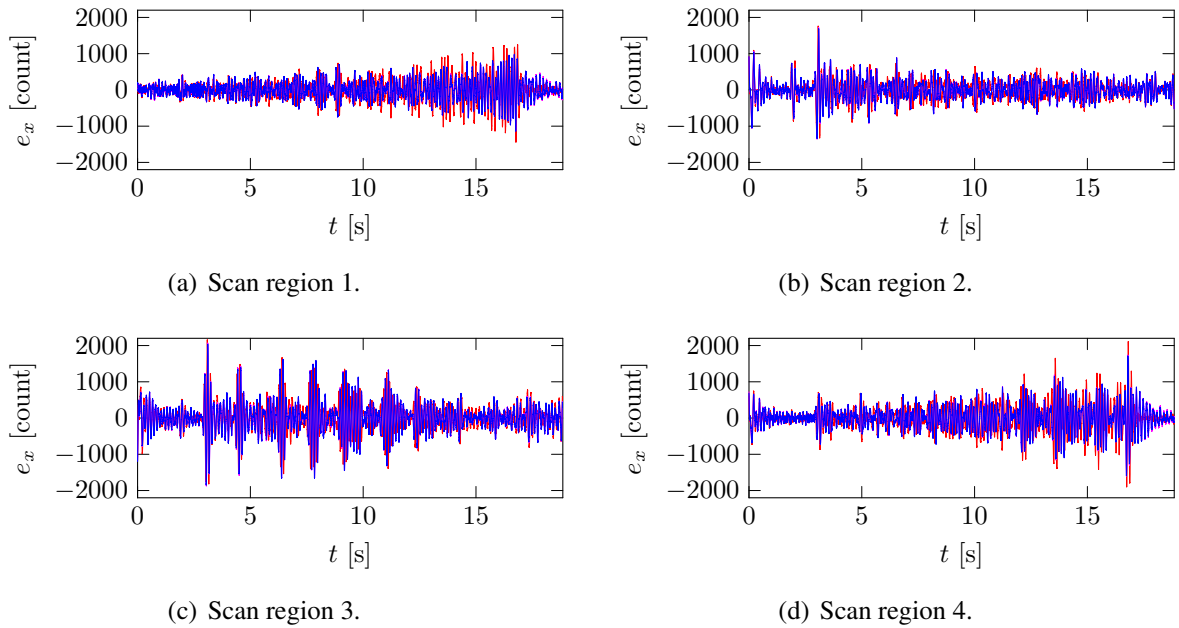 2000
1000
0
−1000
−2000
e_x [count]
0 5 10 15
t [s]
(a) Scan region 1.
2000
1000
0
−1000
−2000
e_x [count]
0 5 10 15
t [s]
(b) Scan region 2.
2000
1000
0
−1000
−2000
e_x [count]
0 5 10 15
t [s]
(c) Scan region 3.
2000
1000
0
−1000
−2000
e_x [count]
0 5 10 15
t [s]
(d) Scan region 4.